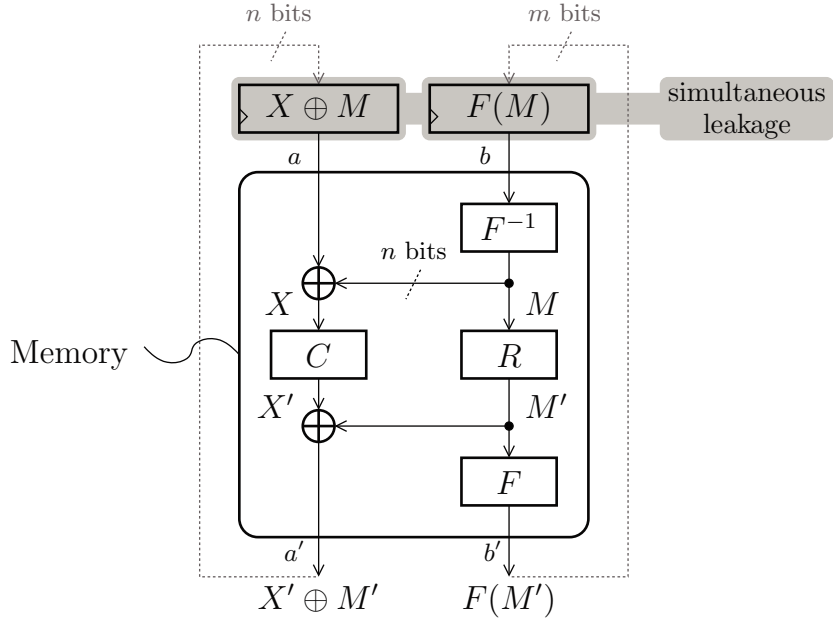 n bits
m bits
X ⊕ M
F(M)
simultaneous
leakage
a
b
F⁻¹
n bits
X
M
Memory
C
R
X′
M′
F
a′
b′
X′ ⊕ M′
F(M′)